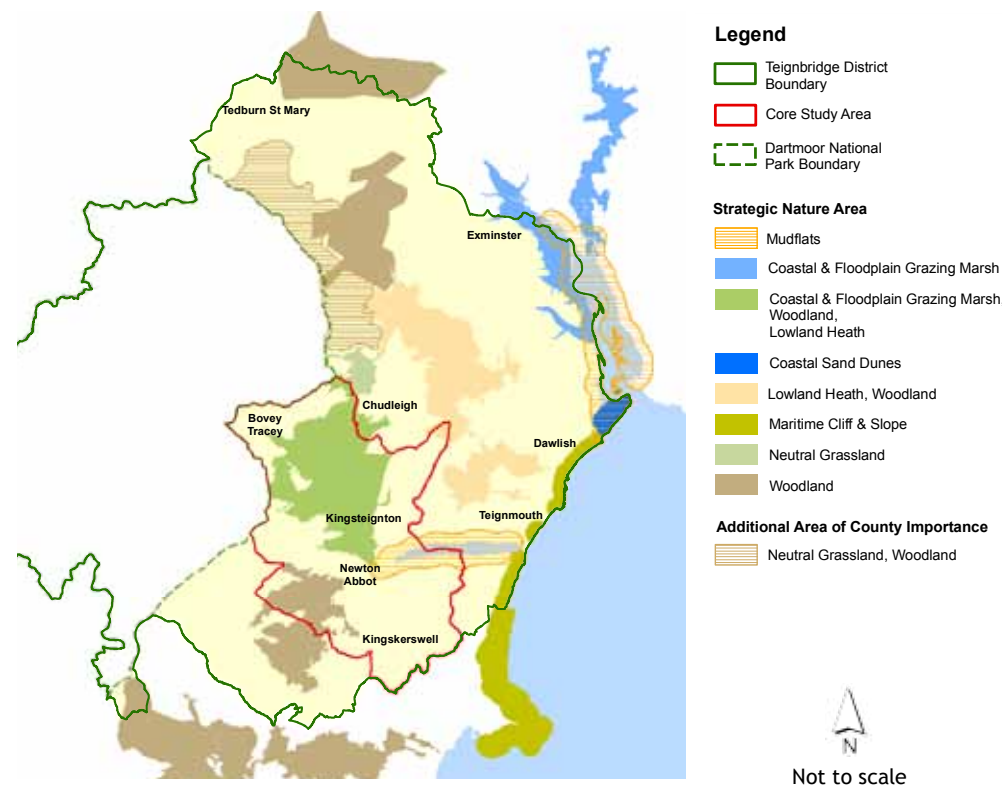 Tedburn St Mary
Exminster
Chudleigh
Bovey
Tracey
Dawlish
Kingsteignton
Teignmouth
Newton
Abbot
Kingskerswell
Legend
Teignbridge District
Boundary
Core Study Area
Dartmoor National
Park Boundary
Strategic Nature Area
Mudflats
Coastal & Floodplain Grazing Marsh
Coastal & Floodplain Grazing Marsh
Woodland,
Lowland Heath
Coastal Sand Dunes
Lowland Heath, Woodland
Maritime Cliff & Slope
Neutral Grassland
Woodland
Additional Area of County Importance
Neutral Grassland, Woodland
N
Not to scale